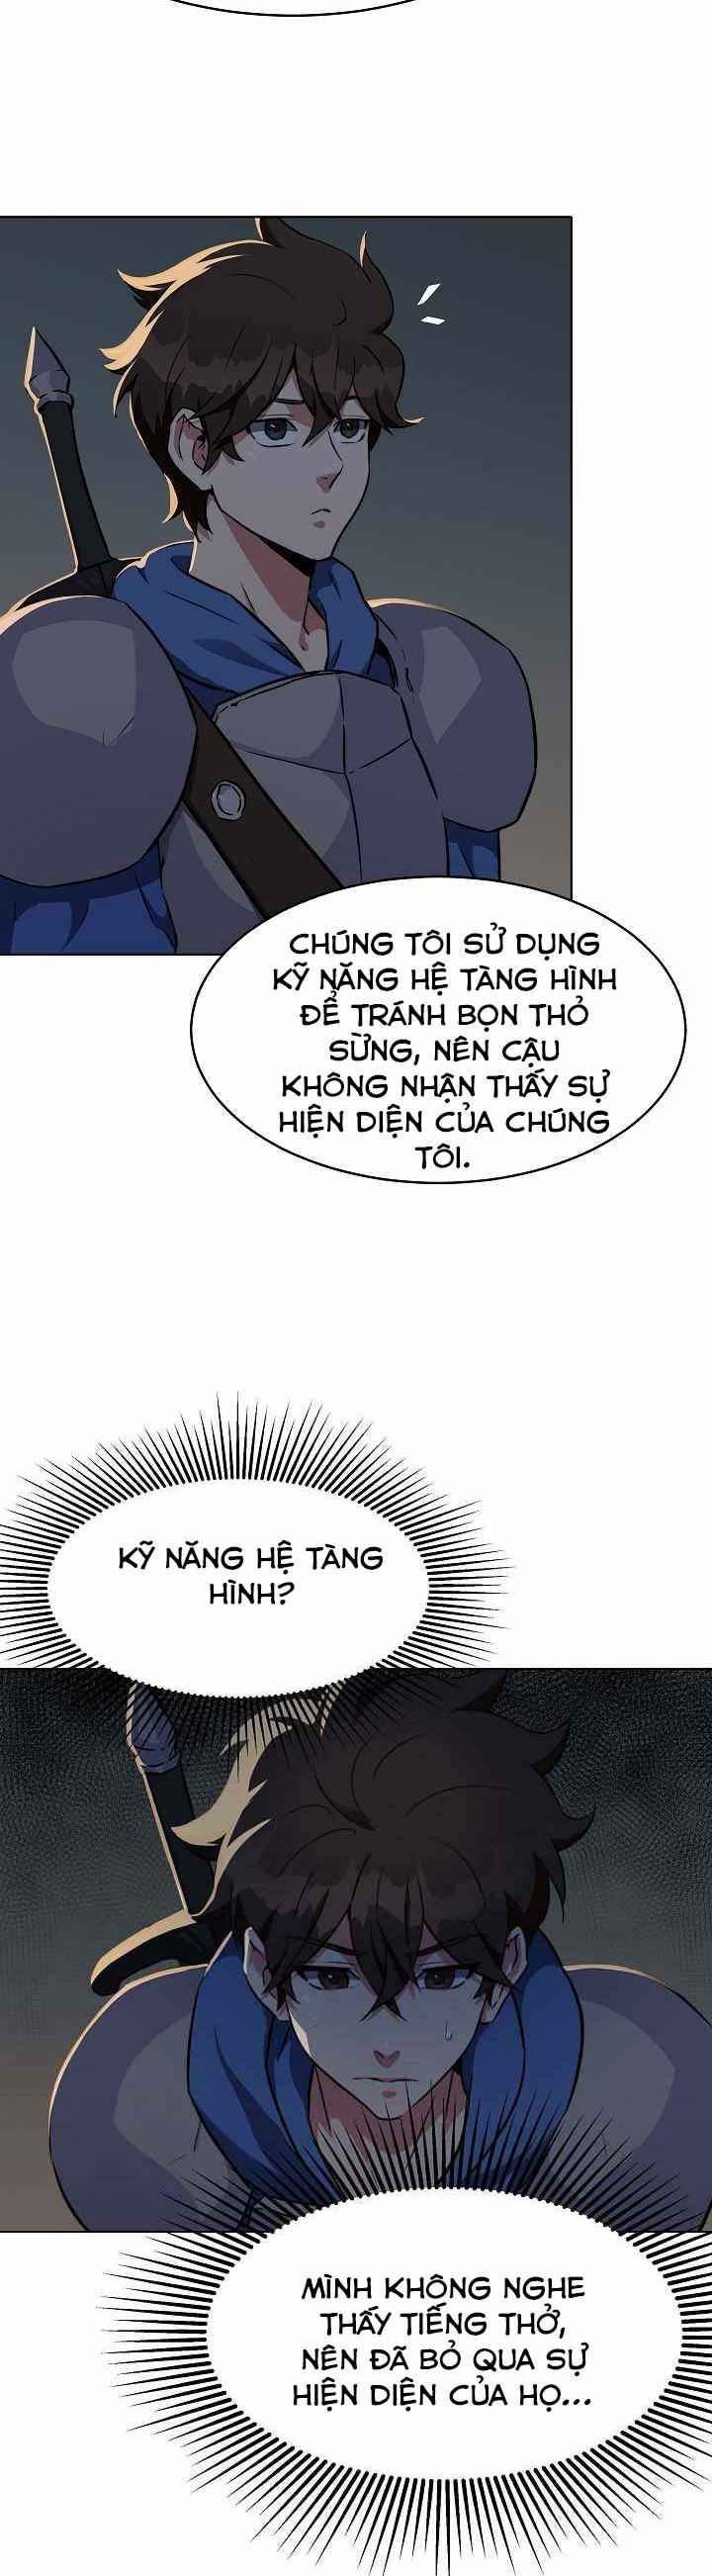 CHÚNG TÔI SỬ DỤNG
KỸ NĂNG HỆ TÀNG HÌNH
ĐỂ TRÁNH BỌN THỎ
SỪNG, NÊN CẬU
KHÔNG NHẬN THẤY SỰ
HIỆN DIỆN CỦA CHÚNG
TÔI.
KỸ NĂNG HỆ TÀNG
HÌNH?
MÌNH KHÔNG NGHE
THẤY TIẾNG THỞ,
NÊN ĐÃ BỎ QUA SỰ
HIỆN DIỆN CỦA HỌ...